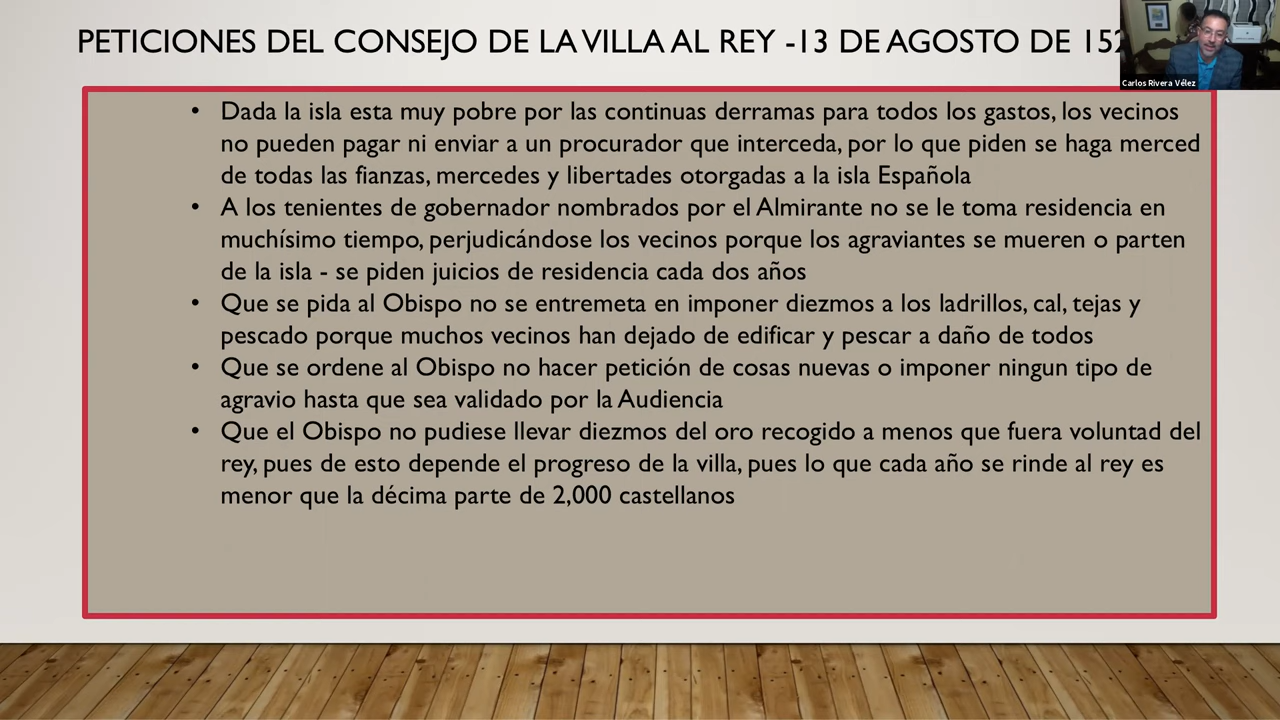 PETICIONES DEL CONSEJO DE LA VILLA AL REY -13 DE AGOSTO DE
Carlos Rivera Vélez
• Dada la isla esta muy pobre por las continuas derramas para todos los gastos, los vecinos
no pueden pagar ni enviar a un procurador que interceda, por lo que piden se haga merced
de todas las fianzas, mercedes y libertades otorgadas a la isla Española
• A los tenientes de gobernador nombrados por el Almirante no se le toma residencia en
muchísimo tiempo, perjudicándose los vecinos porque los agraviantes se mueren o parten
de la isla - se piden juicios de residencia cada dos años
• Que se pida al Obispo no se entremeta en imponer diezmos a los ladrillos, cal, tejas y
pescado porque muchos vecinos han dejado de edificar y pescar a daño de todos
• Que se ordene al Obispo no hacer petición de cosas nuevas o imponer ningun tipo de
agravio hasta que sea validado por la Audiencia
• Que el Obispo no pudiese llevar diezmos del oro recogido a menos que fuera voluntad del
rey, pues de esto depende el progreso de la villa, pues lo que cada año se rinde al rey es
menor que la décima parte de 2,000 castellanos